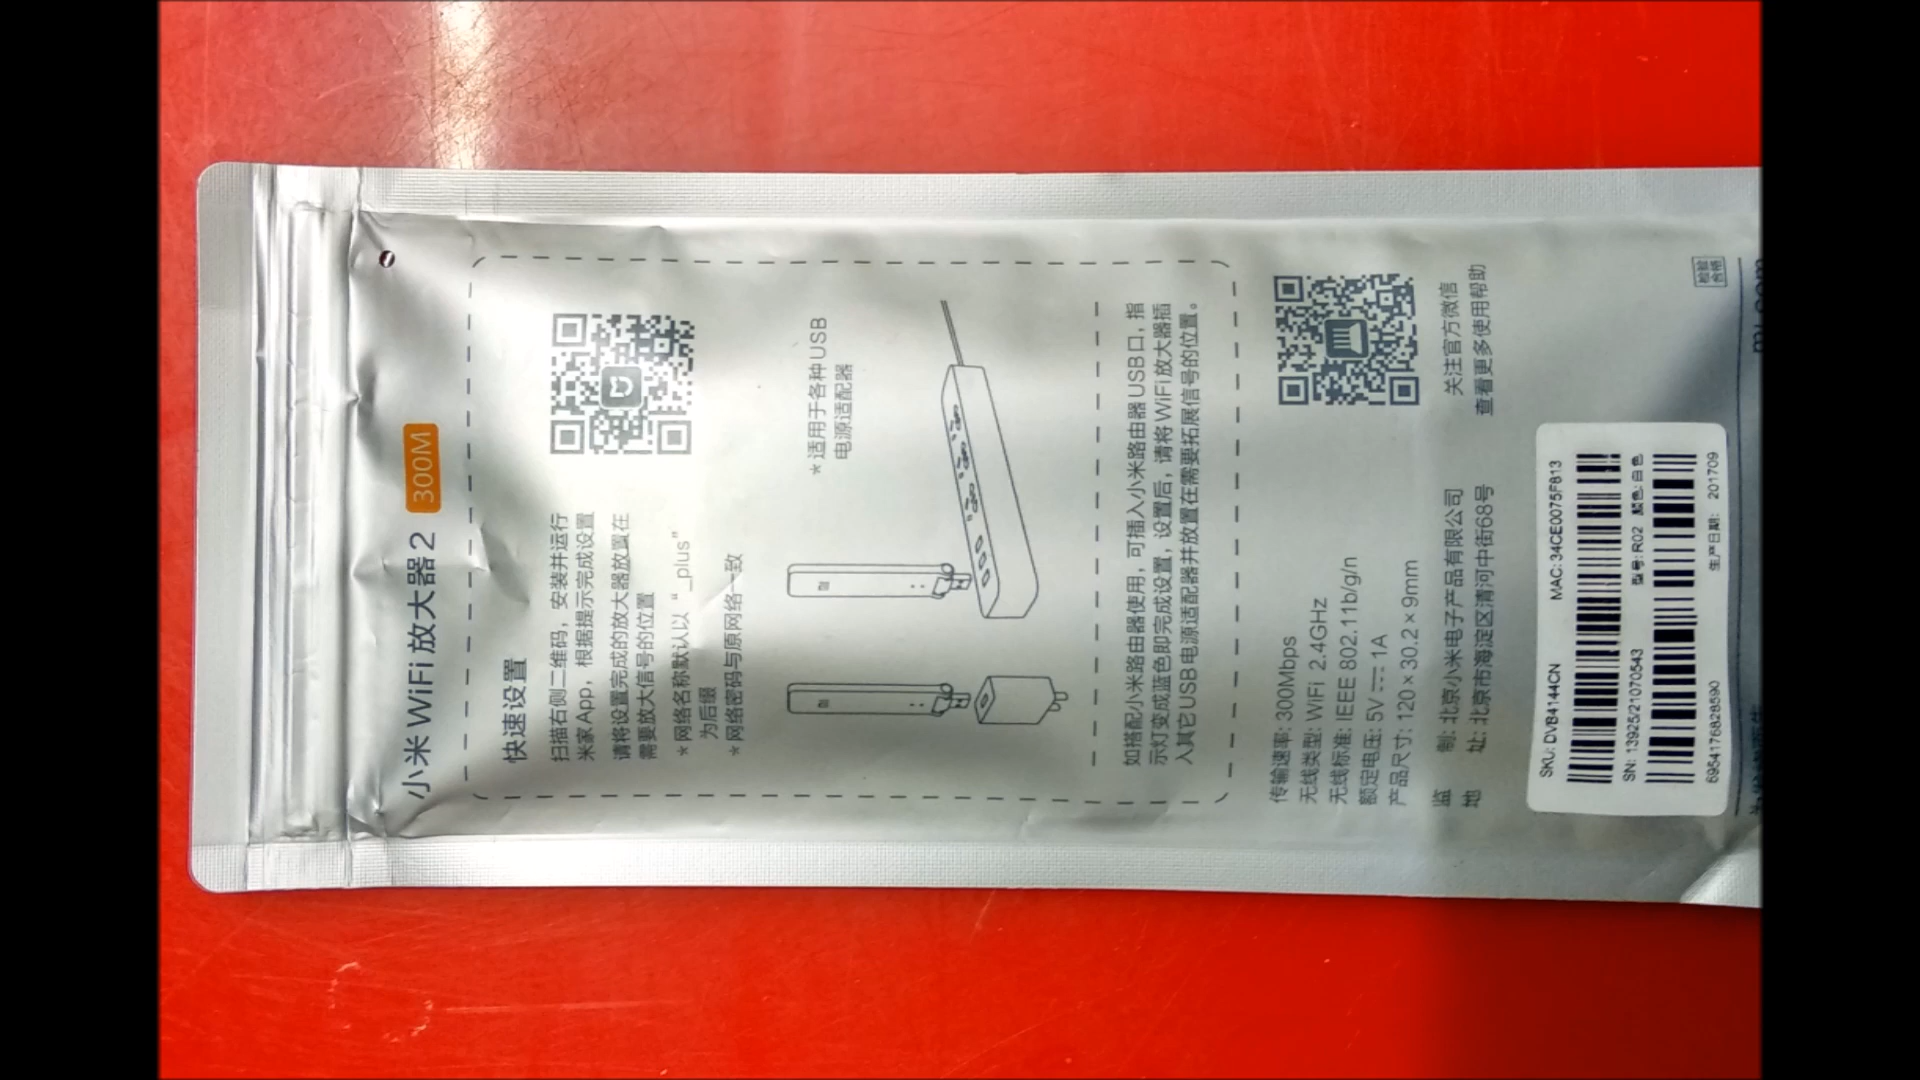 小米WiFi放大器2 300M
快速设置
扫描右侧二维码，安装并运行
米家App，根据提示完成设置
请将设置完成的放大器放置在
需要放大信号的位置
*网络名称默认以“_plus”
为后缀
*网络密码与原网络一致
*适用于各种USB
电源适配器
如搭配小米路由器使用，可插入小米路由器USB口，指
示灯变成蓝色即完成设置，设置后，请将WiFi放大器插
入其它USB电源适配器并放置在需要拓展信号的位置。
传输速率: 300Mbps
无线类型: WiFi 2.4GHz
无线标准: IEEE 802.11b/g/n
额定电压: 5V⎓1A
产品尺寸: 120×30.2×9mm
监 制: 北京小米电子产品有限公司
地 址: 北京市海淀区清河中街68号
关注官方微信
查看更多使用帮助
SKU: DVB4144CN MAC: 34CE0075F813
SN: 13925/21070543 型号: R02 颜色: 白色
6954176828590 生产日期: 201709
检验
合格
mi.com